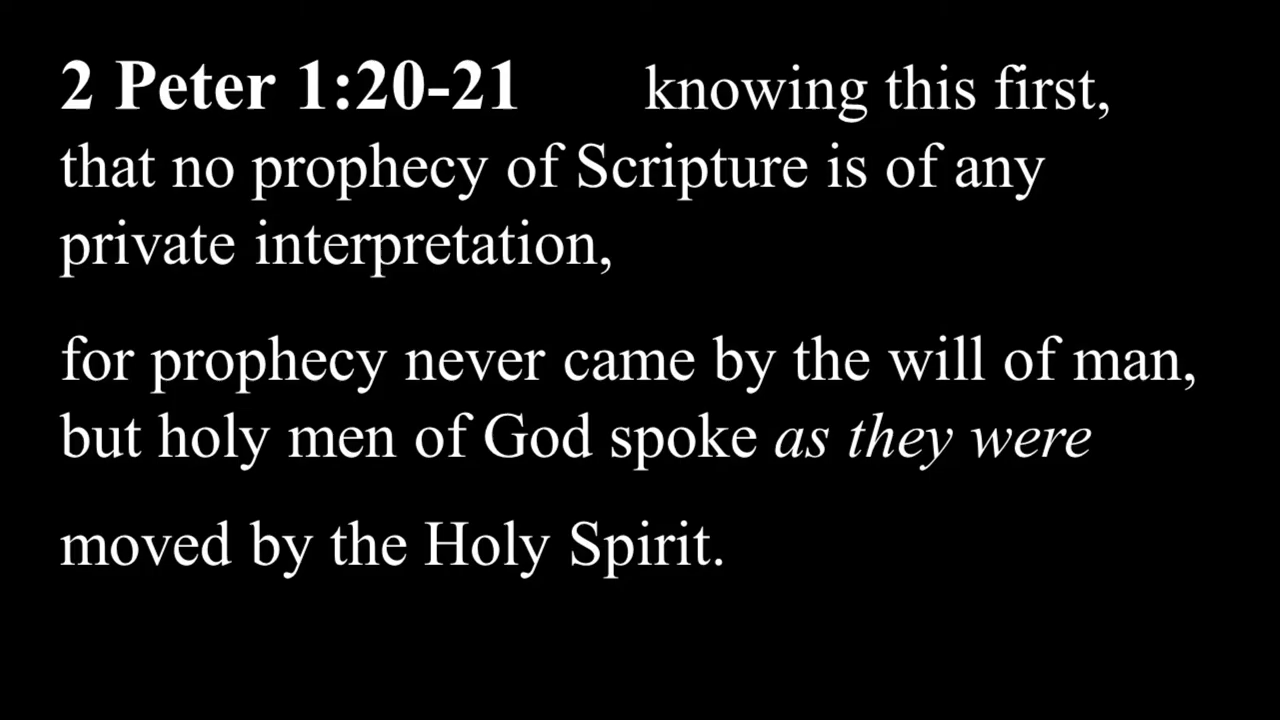 2 Peter 1:20-21 knowing this first,
that no prophecy of Scripture is of any
private interpretation,
for prophecy never came by the will of man,
but holy men of God spoke as they were
moved by the Holy Spirit.